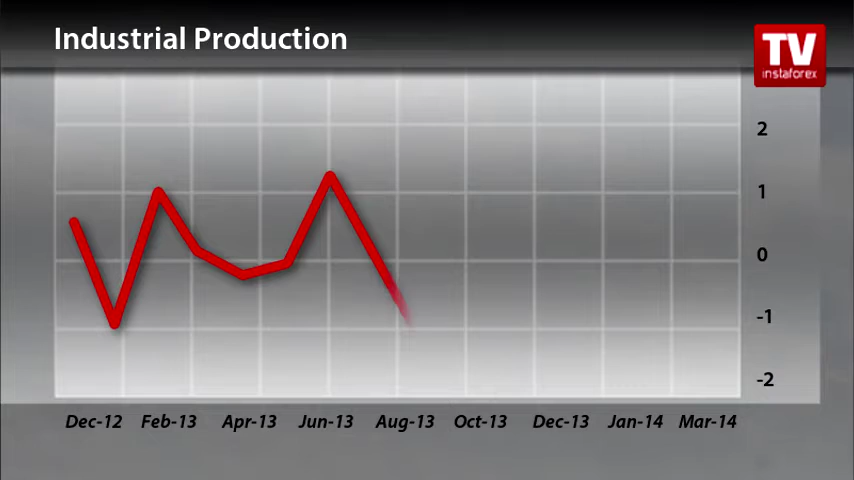 Industrial Production
TV
instaforex
2
1
0
-1
-2
Dec-12 Feb-13 Apr-13 Jun-13 Aug-13 Oct-13 Dec-13 Jan-14 Mar-14